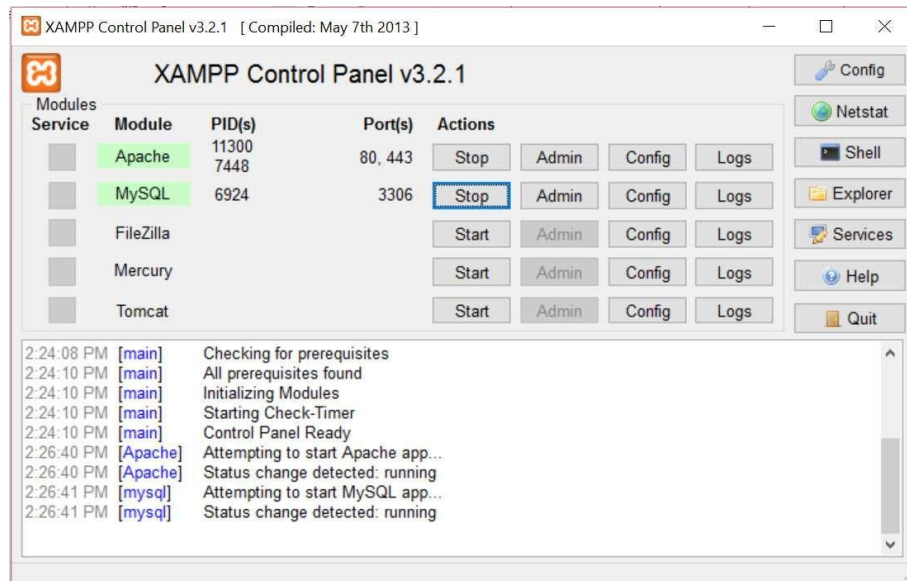 XAMPP Control Panel v3.2.1 [ Compiled: May 7th 2013 ]
XAMPP Control Panel v3.2.1
Config
Modules
Service Module PID(s) Port(s) Actions
Netstat
Apache 11300 7448 80, 443 Stop Admin Config Logs
Shell
MySQL 6924 3306 Stop Admin Config Logs
Explorer
FileZilla Start Admin Config Logs
Services
Mercury Start Admin Config Logs
Help
Tomcat Start Admin Config Logs
Quit
2:24:08 PM [main] Checking for prerequisites
2:24:10 PM [main] All prerequisites found
2:24:10 PM [main] Initializing Modules
2:24:10 PM [main] Starting Check-Timer
2:24:10 PM [main] Control Panel Ready
2:26:40 PM [Apache] Attempting to start Apache app...
2:26:40 PM [Apache] Status change detected: running
2:26:41 PM [mysql] Attempting to start MySQL app...
2:26:41 PM [mysql] Status change detected: running